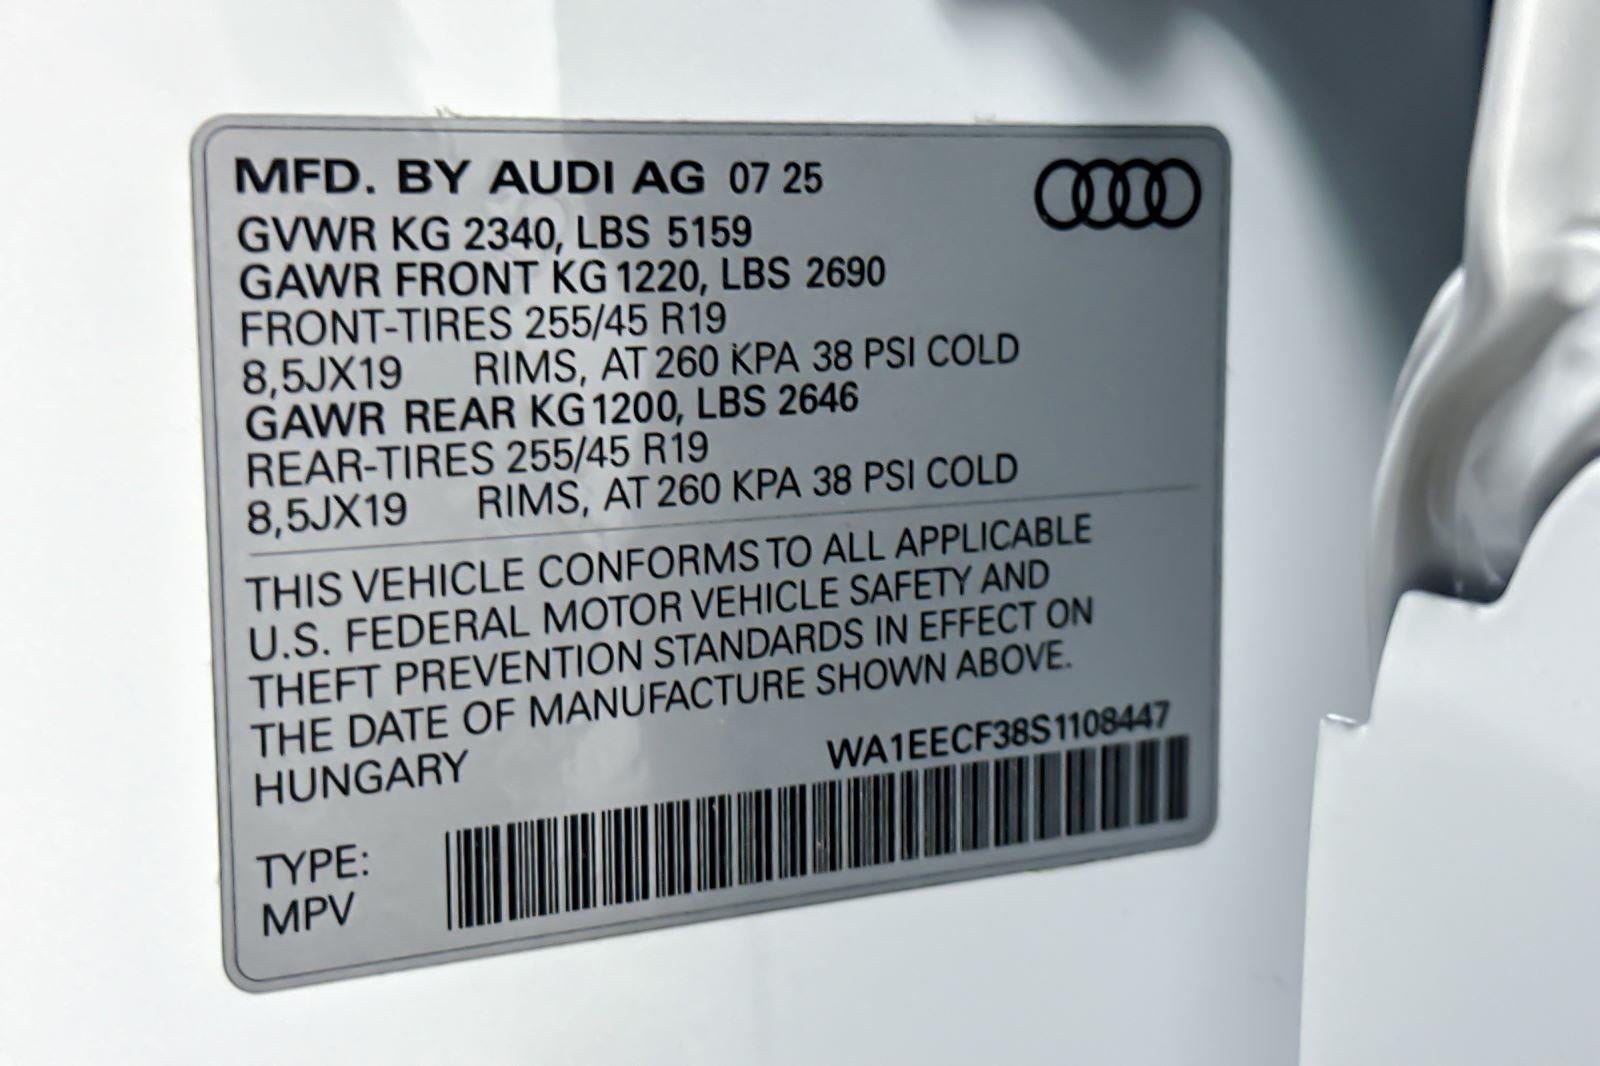 MFD. BY AUDI AG 07 25
GVWR KG 2340, LBS 5159
GAWR FRONT KG 1220, LBS 2690
FRONT-TIRES 255/45 R19
8,5JX19 RIMS, AT 260 KPA 38 PSI COLD
GAWR REAR KG 1200, LBS 2646
REAR-TIRES 255/45 R19
8,5JX19 RIMS, AT 260 KPA 38 PSI COLD
THIS VEHICLE CONFORMS TO ALL APPLICABLE
U.S. FEDERAL MOTOR VEHICLE SAFETY AND
THEFT PREVENTION STANDARDS IN EFFECT ON
THE DATE OF MANUFACTURE SHOWN ABOVE.
HUNGARY
WA1EECF38S1108447
TYPE:
MPV